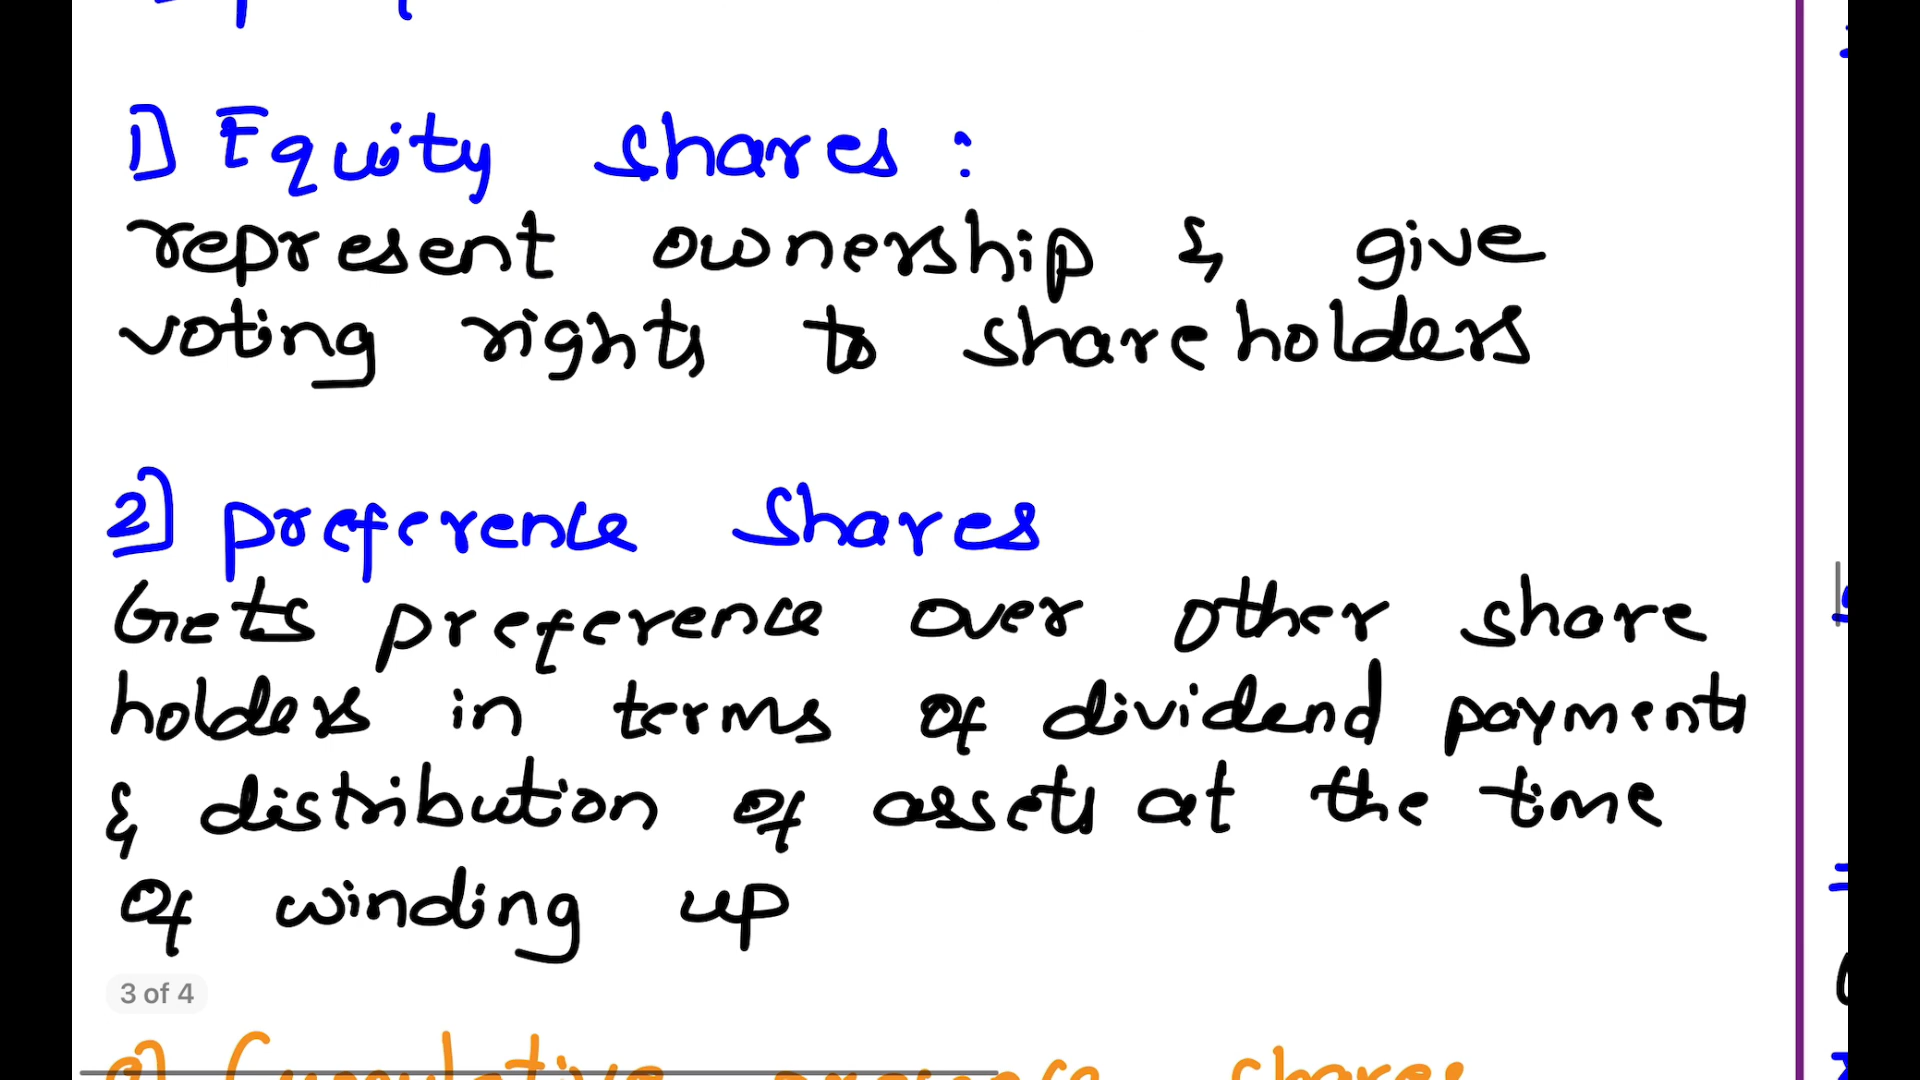 1) Equity shares :
represent ownership & give
voting rights to shareholders
2) preference shares
Gets preference over other share
holders in terms of dividend payments
& distribution of assets at the time
of winding up
3 of 4
shares